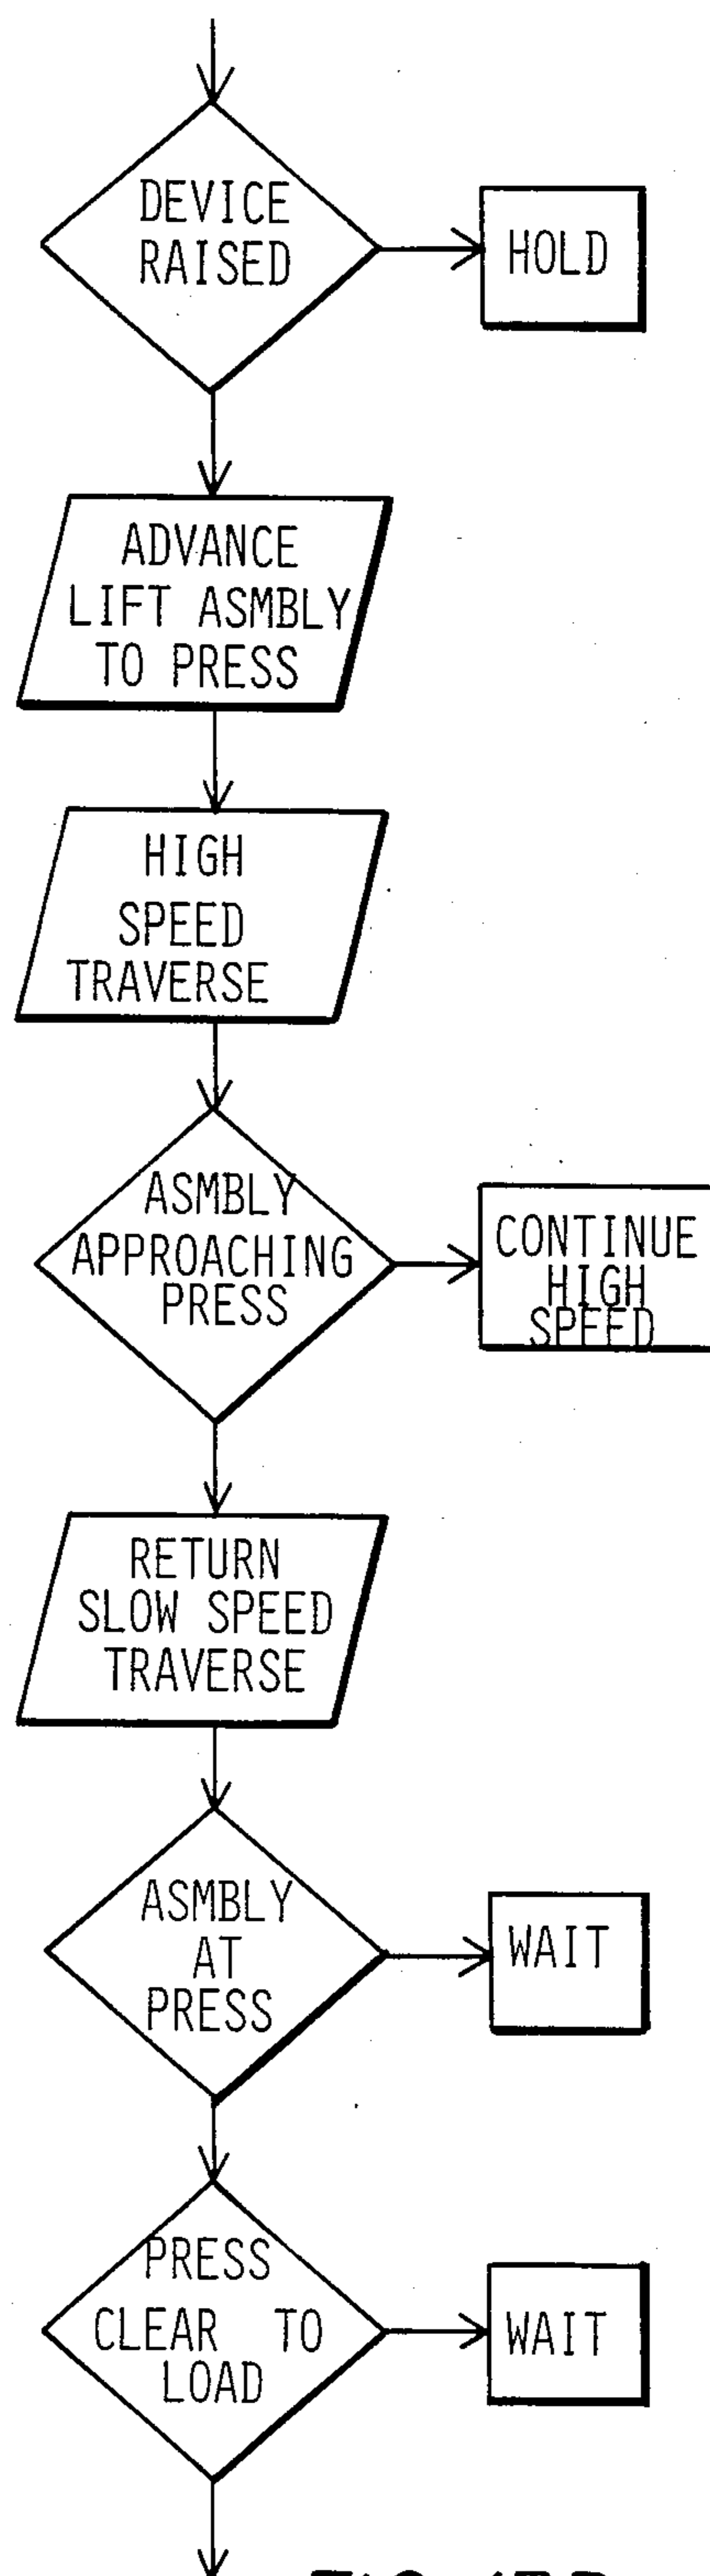 DEVICE
RAISED
HOLD
ADVANCE
LIFT ASMBLY
TO PRESS
HIGH
SPEED
TRAVERSE
ASMBLY
APPROACHING
PRESS
CONTINUE
HIGH
SPEED
RETURN
SLOW SPEED
TRAVERSE
ASMBLY
AT
PRESS
WAIT
PRESS
CLEAR TO
LOAD
WAIT